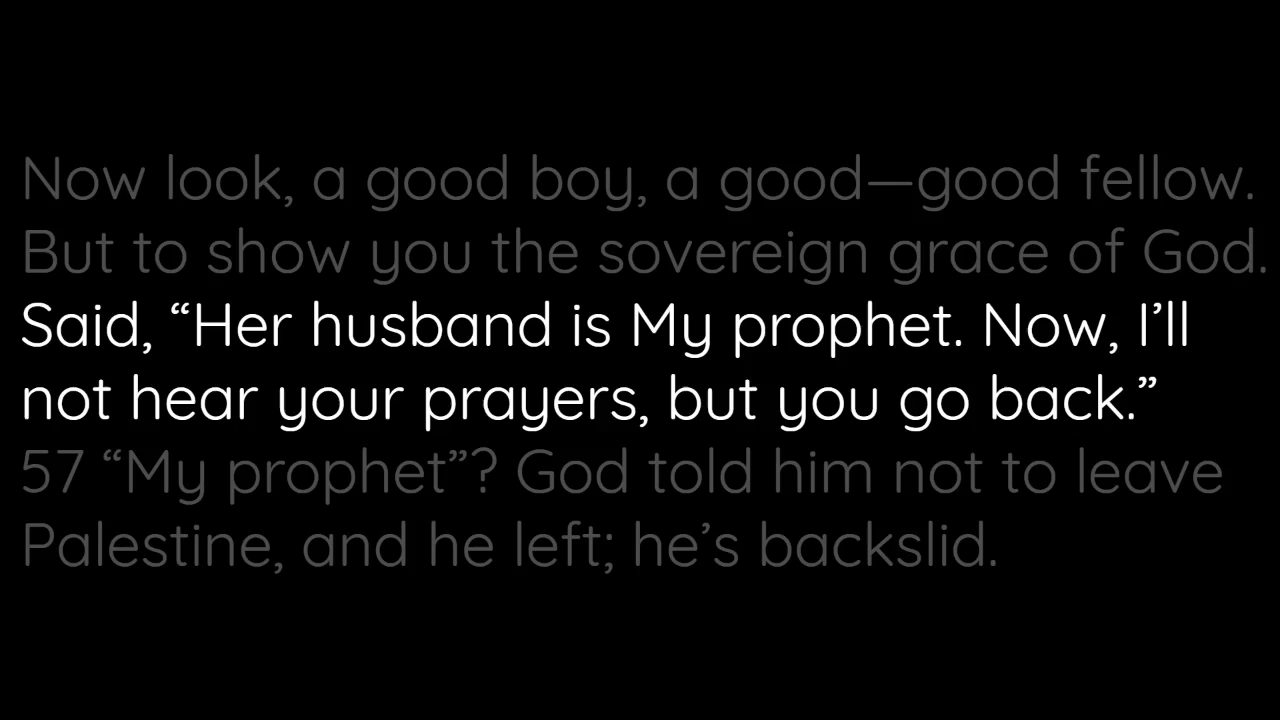 Now look, a good boy, a good—good fellow.
But to show you the sovereign grace of God.
Said, “Her husband is My prophet. Now, I’ll
not hear your prayers, but you go back.”
57 “My prophet”? God told him not to leave
Palestine, and he left; he’s backslid.